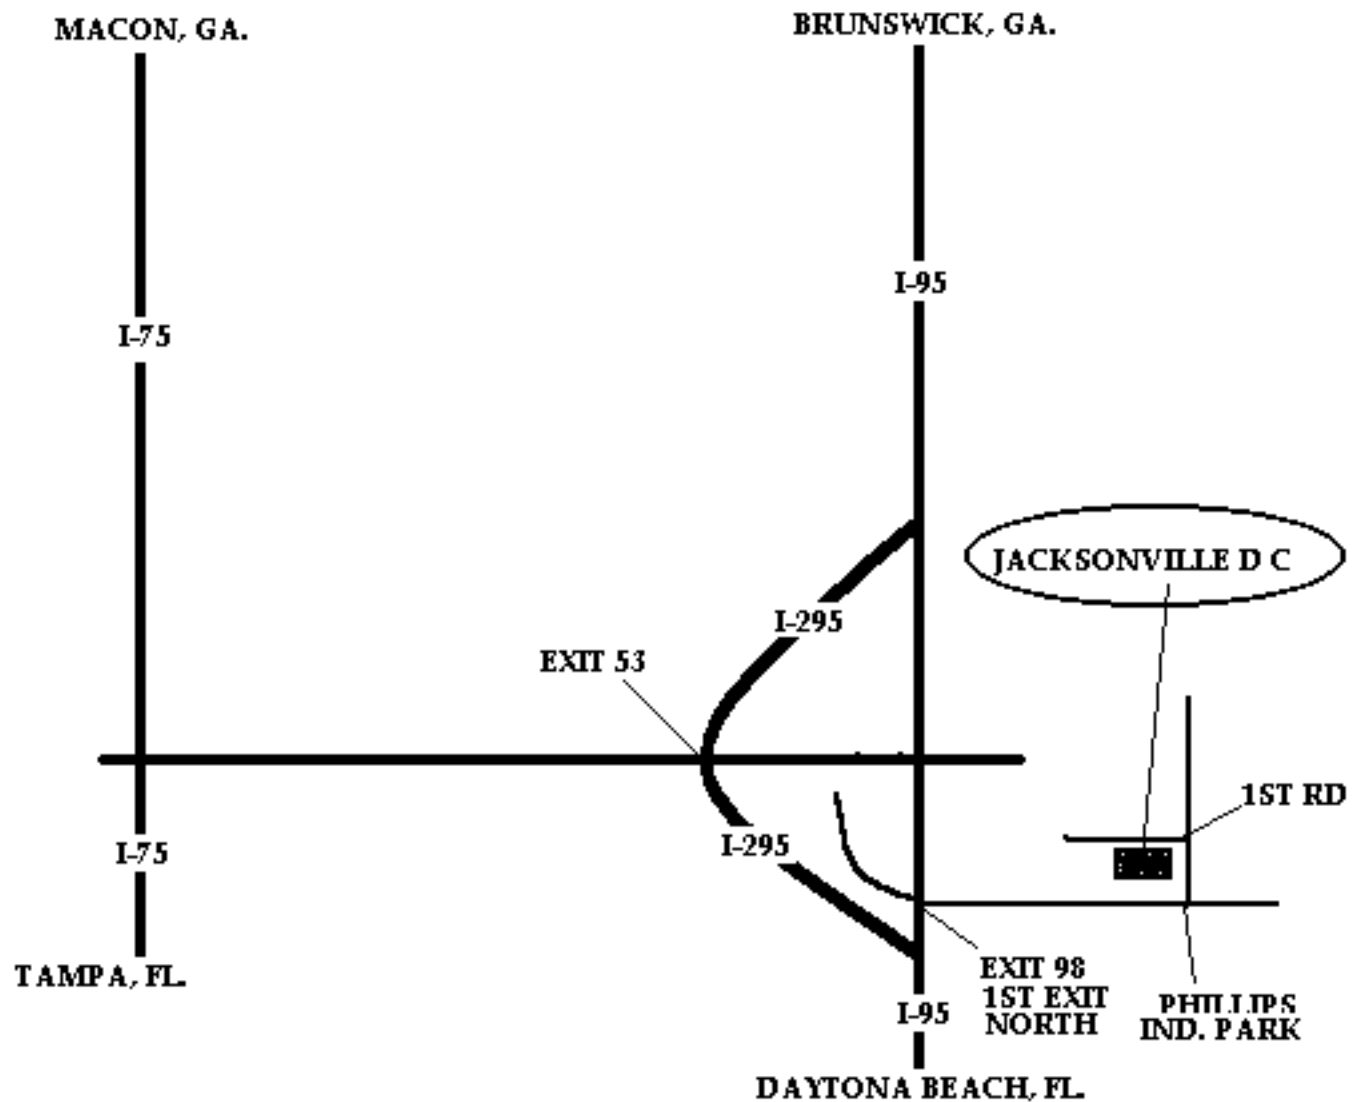 MACON, GA.
BRUNSWICK, GA.
I-95
I-75
JACKSONVILLE D C
I-295
EXIT 53
1ST RD
I-295
I-75
EXIT 98
1ST EXIT
NORTH
TAMPA, FL.
PHILLIPS
IND. PARK
I-95
DAYTONA BEACH, FL.